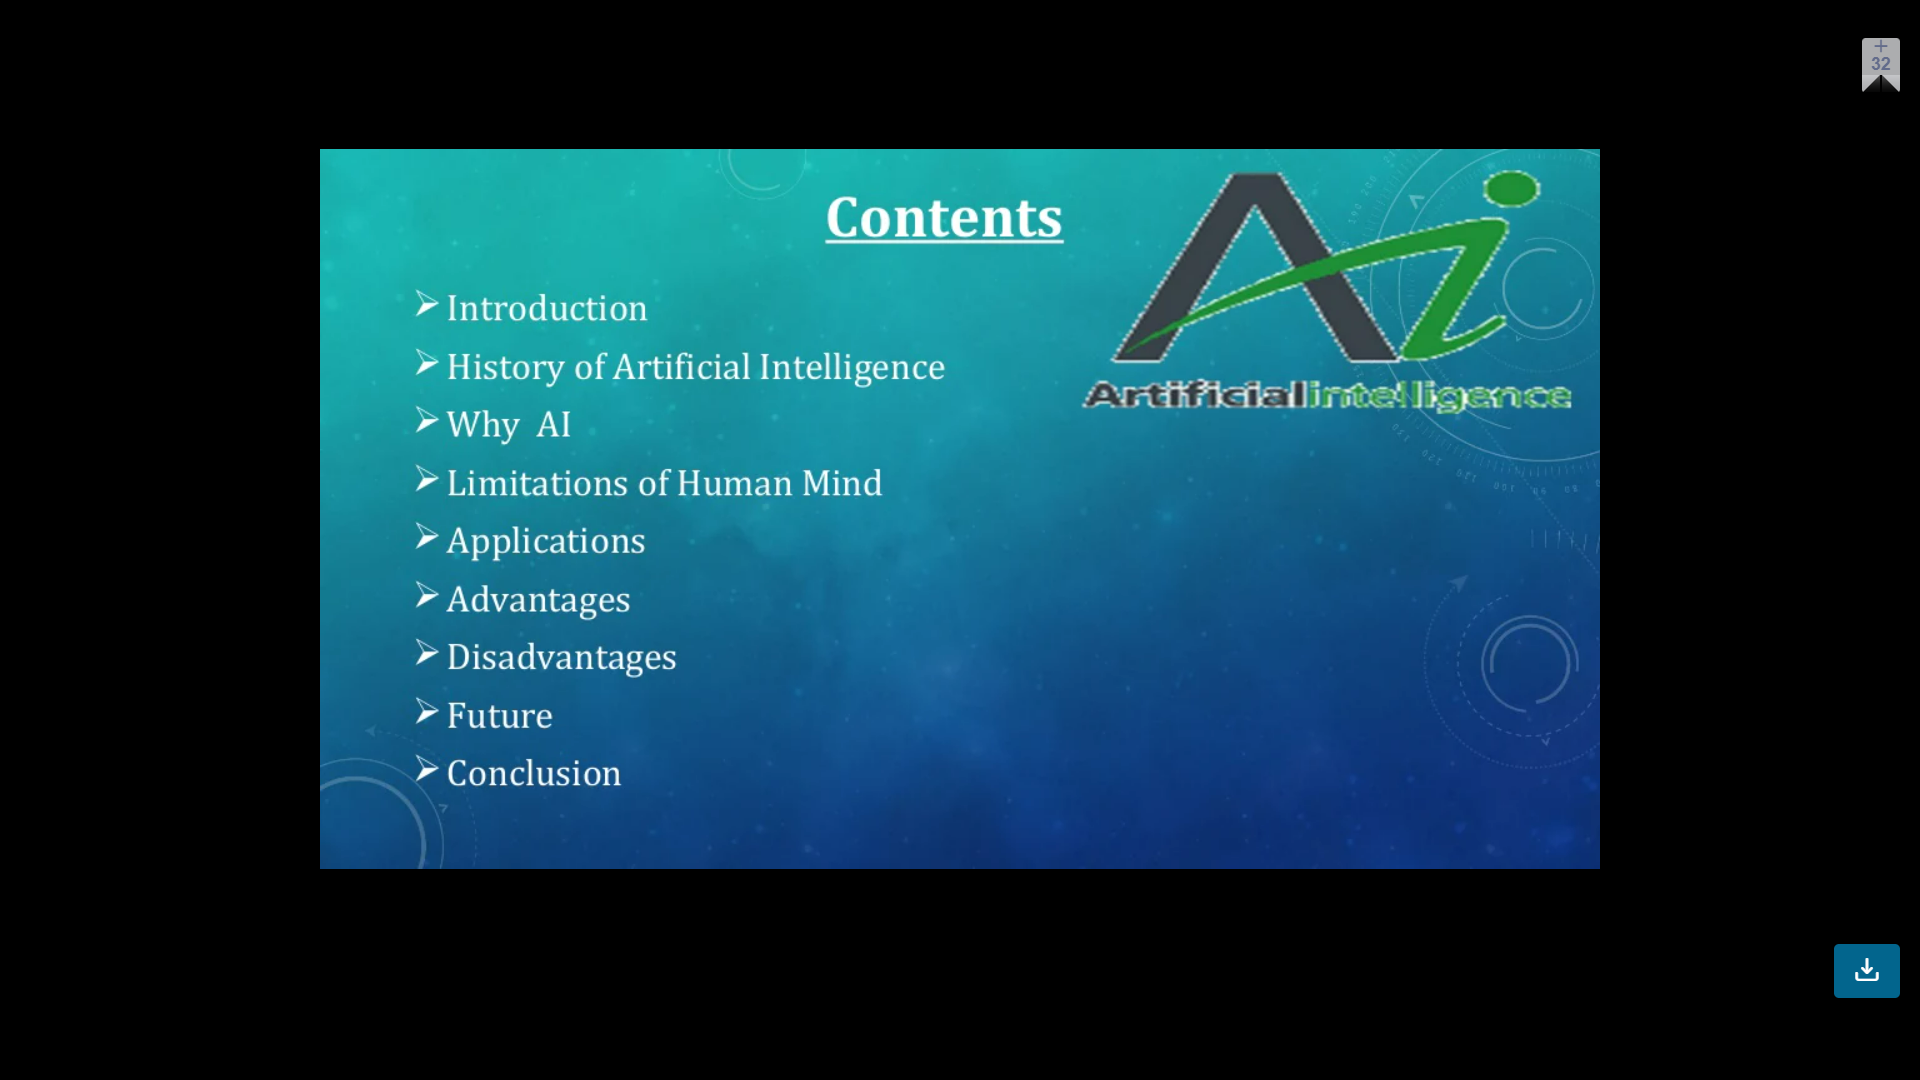 +
32
Contents
Introduction
History of Artificial Intelligence
Why  AI
Limitations of Human Mind
Applications
Advantages
Disadvantages
Future
Conclusion
Ai
Artificialintelligence